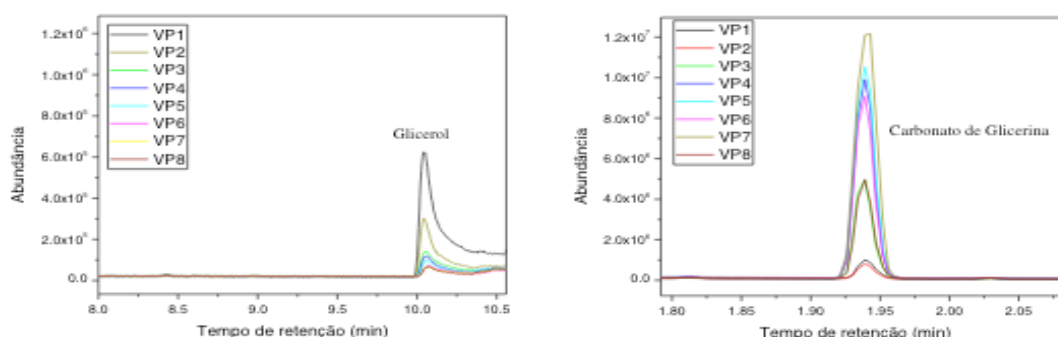 1.2x10⁶
1.0x10⁶
8.0x10⁵
6.0x10⁵
4.0x10⁵
2.0x10⁵
0.0
Abundância
VP1
VP2
VP3
VP4
VP5
VP6
VP7
VP8
Glicerol
8.0 8.5 9.0 9.5 10.0 10.5
Tempo de retenção (min)
1.2x10⁷
1.0x10⁷
8.0x10⁶
6.0x10⁶
4.0x10⁶
2.0x10⁶
0.0
Abundância
VP1
VP2
VP3
VP4
VP5
VP6
VP7
VP8
Carbonato de Glicerina
1.80 1.85 1.90 1.95 2.00 2.05
Tempo de retenção (min)